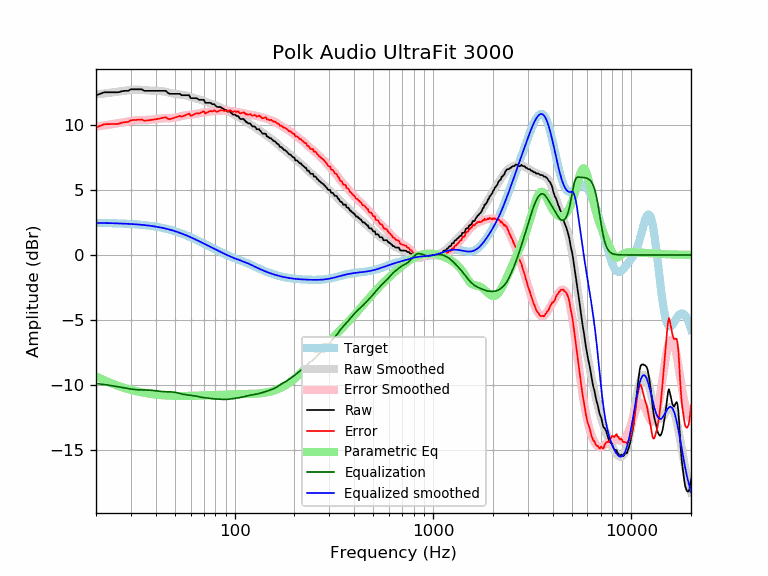 Polk Audio UltraFit 3000
Amplitude (dBr)
10
5
0
−5
−10
−15
Target
Raw Smoothed
Error Smoothed
Raw
Error
Parametric Eq
Equalization
Equalized smoothed
100
1000
10000
Frequency (Hz)